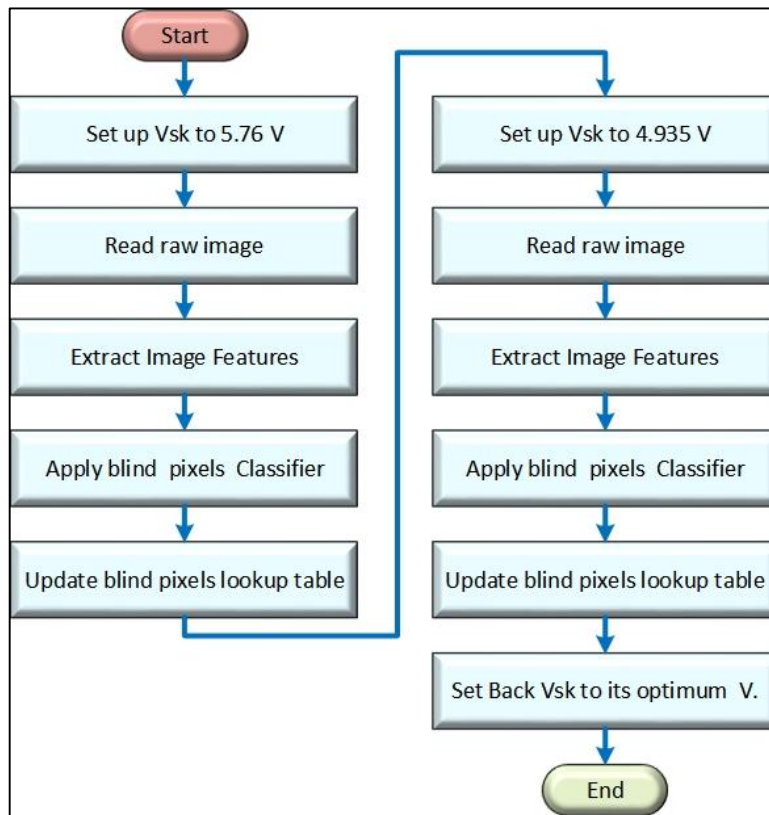 Start
Set up Vsk to 5.76 V
Read raw image
Extract Image Features
Apply blind pixels Classifier
Update blind pixels lookup table
Set up Vsk to 4.935 V
Read raw image
Extract Image Features
Apply blind pixels Classifier
Update blind pixels lookup table
Set Back Vsk to its optimum V.
End